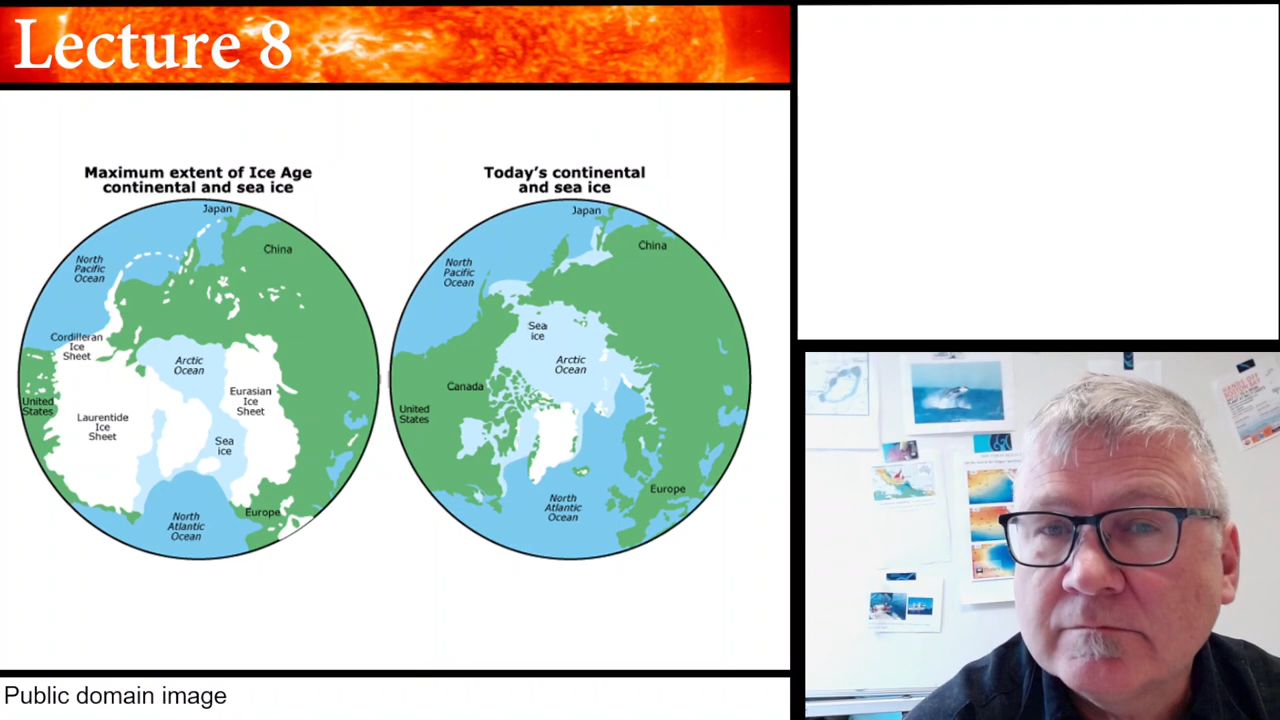 Lecture 8
Maximum extent of Ice Age
continental and sea ice
Japan
China
North
Pacific
Ocean
Cordilleran
Ice
Sheet
Arctic
Ocean
United
States
Laurentide
Ice
Sheet
Eurasian
Ice
Sheet
Sea
ice
Europe
North
Atlantic
Ocean
Today's continental
and sea ice
Japan
China
North
Pacific
Ocean
Sea
ice
Arctic
Ocean
Canada
United
States
Europe
North
Atlantic
Ocean
Public domain image